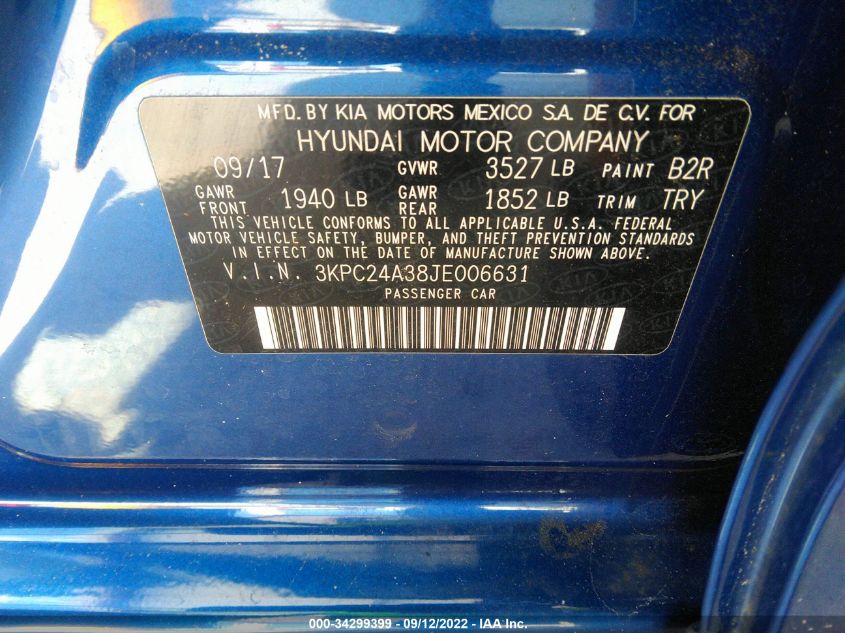 MFD. BY KIA MOTORS MEXICO S.A. DE C.V. FOR
HYUNDAI MOTOR COMPANY
09/17 GVWR 3527 LB PAINT B2R
GAWR FRONT 1940 LB GAWR REAR 1852 LB TRIM TRY
THIS VEHICLE CONFORMS TO ALL APPLICABLE U.S.A. FEDERAL
MOTOR VEHICLE SAFETY, BUMPER, AND THEFT PREVENTION STANDARDS
IN EFFECT ON THE DATE OF MANUFACTURE SHOWN ABOVE.
V.I.N. 3KPC24A38JE006631
PASSENGER CAR
000-34299399 - 09/12/2022 - IAA Inc.